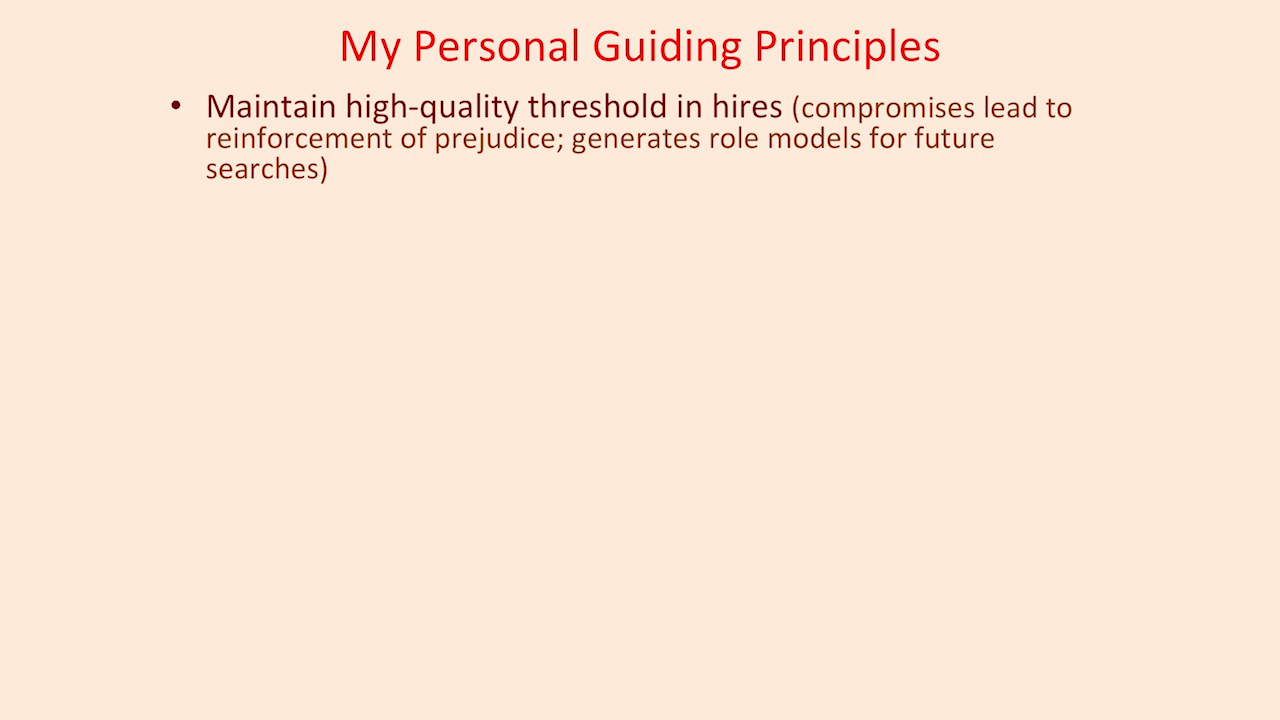 My Personal Guiding Principles
• Maintain high-quality threshold in hires (compromises lead to
reinforcement of prejudice; generates role models for future
searches)